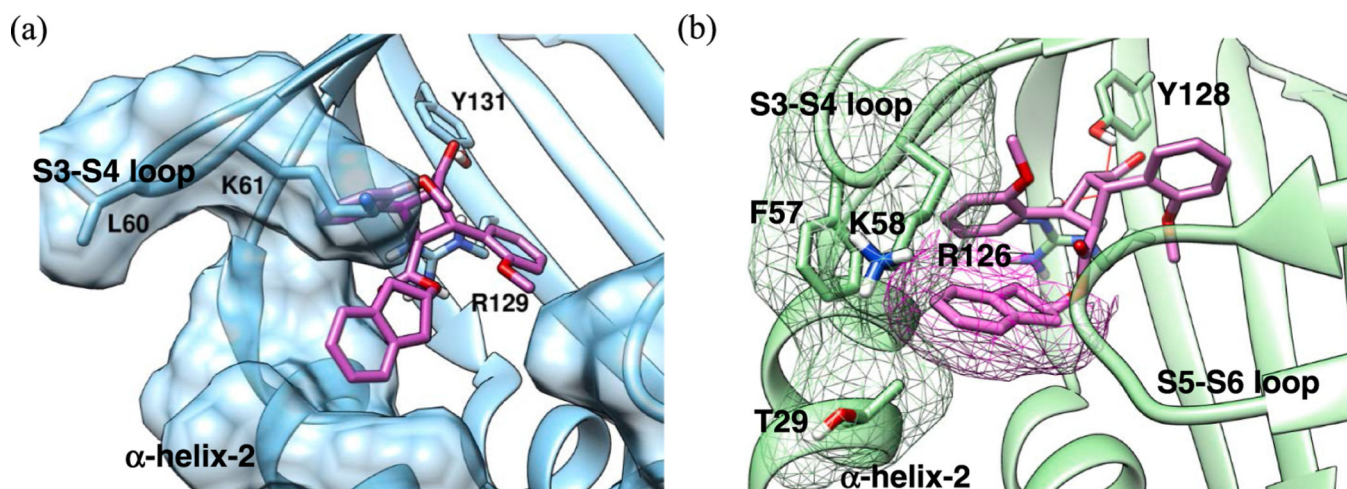 (a)
Y131
S3-S4 loop
K61
L60
R129
α-helix-2
(b)
S3-S4 loop
Y128
F57
K58
R126
S5-S6 loop
T29
α-helix-2